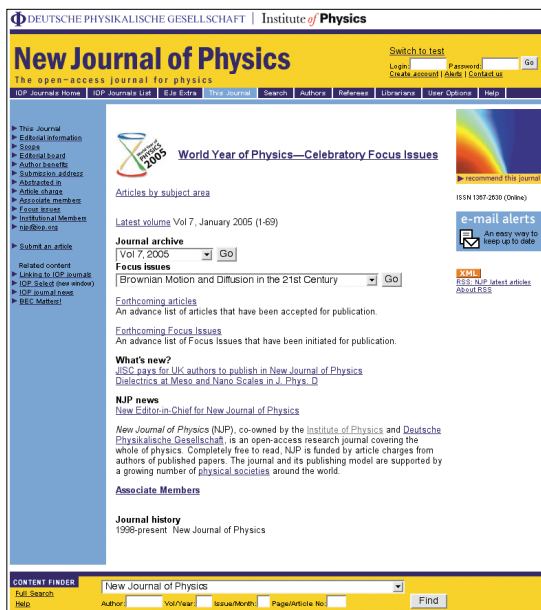 DEUTSCHE PHYSIKALISCHE GESELLSCHAFT | Institute of Physics
New Journal of Physics
The open-access journal for physics
Switch to test
Login: Password: Go
Create account | Alerts | Contact us
IOP Journals Home | IOP Journals List | EJs Extra | This Journal | Search | Authors | Referees | Librarians | User Options | Help
This Journal
Editorial information
Scope
Editorial board
Author benefits
Submission address
Abstracted in
Article charge
Associate members
Focus issues
Institutional Members
njp@iop.org
Submit an article
Related content
Linking to IOP journals
IOP Select (new window)
IOP journal news
BEC Matters!
World Year of
PHYSICS
2005
World Year of Physics—Celebratory Focus Issues
Articles by subject area
Latest volume Vol 7, January 2005 (1-69)
Journal archive
Vol 7, 2005 Go
Focus issues
Brownian Motion and Diffusion in the 21st Century Go
Forthcoming articles
An advance list of articles that have been accepted for publication.
Forthcoming Focus Issues
An advance list of Focus Issues that have been initiated for publication.
What's new?
JISC pays for UK authors to publish in New Journal of Physics
Dielectrics at Meso and Nano Scales in J. Phys. D
NJP news
New Editor-in-Chief for New Journal of Physics
New Journal of Physics (NJP), co-owned by the Institute of Physics and Deutsche
Physikalische Gesellschaft, is an open-access research journal covering the
whole of physics. Completely free to read, NJP is funded by article charges from
authors of published papers. The journal and its publishing model are supported by
a growing number of physical societies around the world.
Associate Members
Journal history
1998-present New Journal of Physics
recommend this journal
ISSN 1367-2630 (Online)
e-mail alerts
An easy way to
keep up to date
XML
RSS: NJP latest articles
About RSS
CONTENT FINDER
Full Search
Help
New Journal of Physics
Author: Vol/Year: Issue/Month: Page/Article No: Find